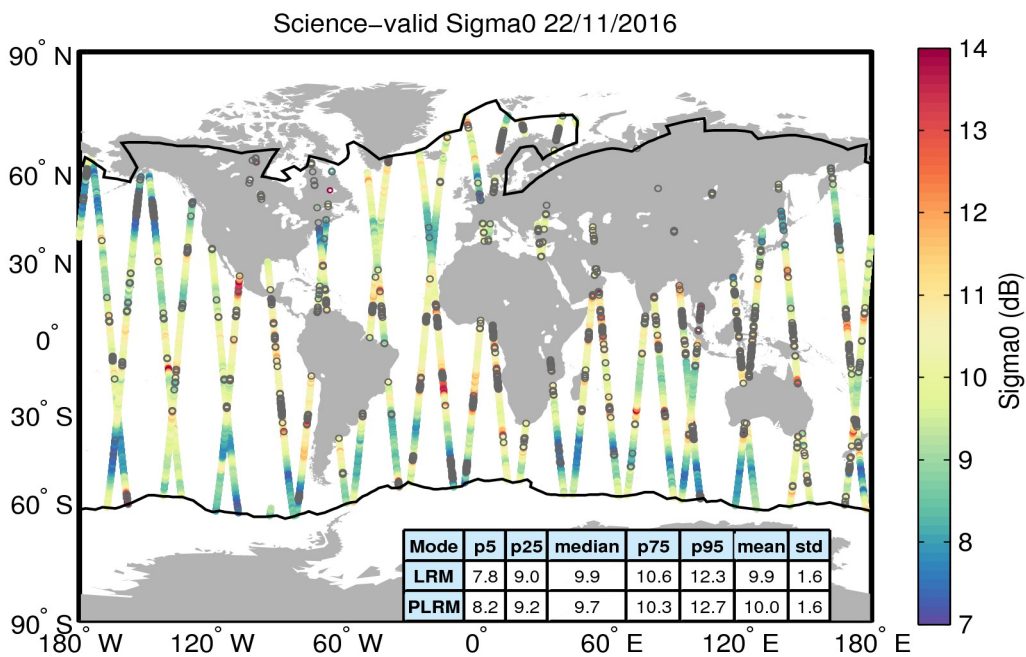 Science−valid Sigma0 22/11/2016
90° N
60° N
30° N
0°
30° S
60° S
90° S
180° W
120° W
60° W
0°
60° E
120° E
180° E
Mode p5 p25 median p75 p95 mean std
LRM 7.8 9.0 9.9 10.6 12.3 9.9 1.6
PLRM 8.2 9.2 9.7 10.3 12.7 10.0 1.6
14
13
12
11
10
9
8
7
Sigma0 (dB)